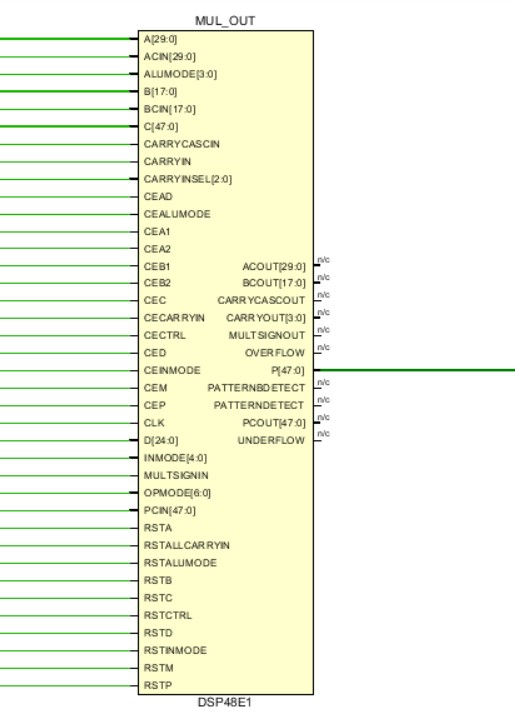 MUL_OUT
A[29:0]
ACIN[29:0]
ALUMODE[3:0]
B[17:0]
BCIN[17:0]
C[47:0]
CARRYCASCIN
CARRYIN
CARRYINSEL[2:0]
CEAD
CEALUMODE
CEA1
CEA2
CEB1 ACOUT[29:0] n/c
CEB2 BCOUT[17:0] n/c
CEC CARRYCASCOUT n/c
CECARRYIN CARRYOUT[3:0] n/c
CECTRL MULTSIGNOUT n/c
CED OVERFLOW n/c
CEINMODE P[47:0]
CEM PATTERNBDETECT n/c
CEP PATTERNDETECT n/c
CLK PCOUT[47:0] n/c
D[24:0] UNDERFLOW n/c
INMODE[4:0]
MULTSIGNIN
OPMODE[6:0]
PCIN[47:0]
RSTA
RSTALLCARRYIN
RSTALUMODE
RSTB
RSTC
RSTCTRL
RSTD
RSTINMODE
RSTM
RSTP
DSP48E1